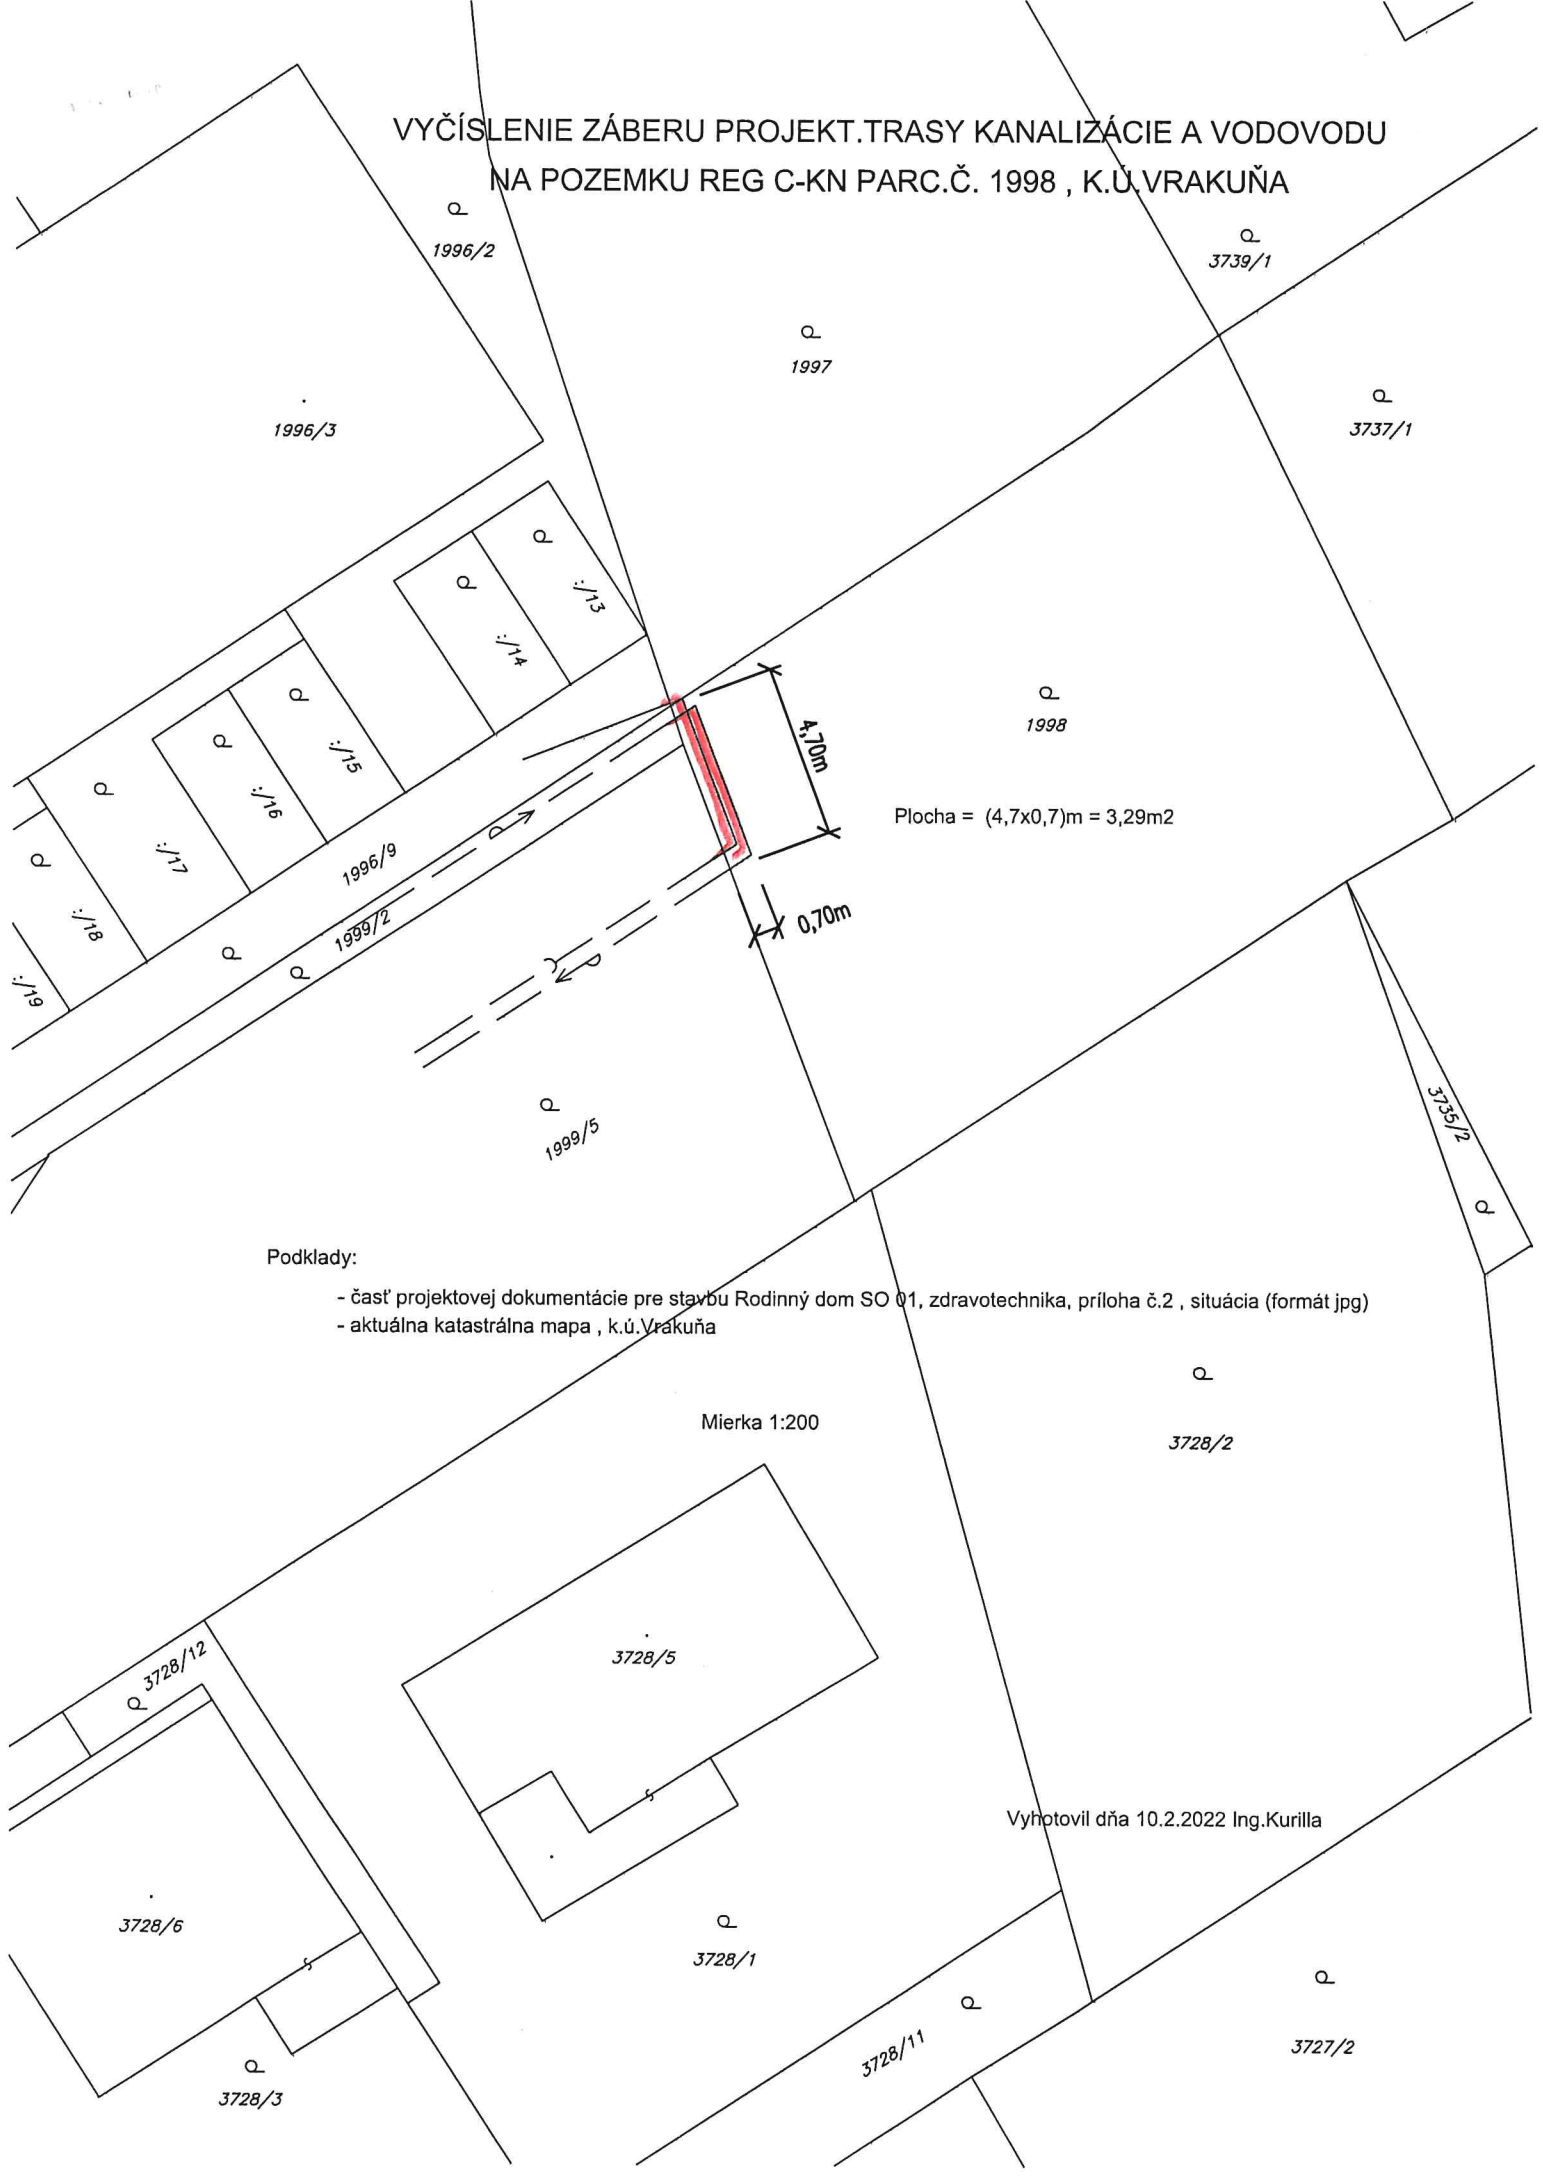 VYČÍSLENIE ZÁBERU PROJEKT.TRASY KANALIZÁCIE A VODOVODU
NA POZEMKU REG C-KN PARC.Č. 1998 , K.Ú.VRAKUŇA
1996/2
3739/1
1997
1996/3
3737/1
:/13
:/14
1998
4,70m
:/15
:/16
Plocha = (4,7x0,7)m = 3,29m2
:/17
1996/9
:/18
1999/2
0,70m
:/19
1999/5
3735/2
Podklady:
- časť projektovej dokumentácie pre stavbu Rodinný dom SO 01, zdravotechnika, príloha č.2 , situácia (formát jpg)
- aktuálna katastrálna mapa , k.ú.Vrakuňa
Mierka 1:200
3728/2
3728/12
3728/5
Vyhotovil dňa 10.2.2022 Ing.Kurilla
3728/6
3728/1
3728/11
3727/2
3728/3